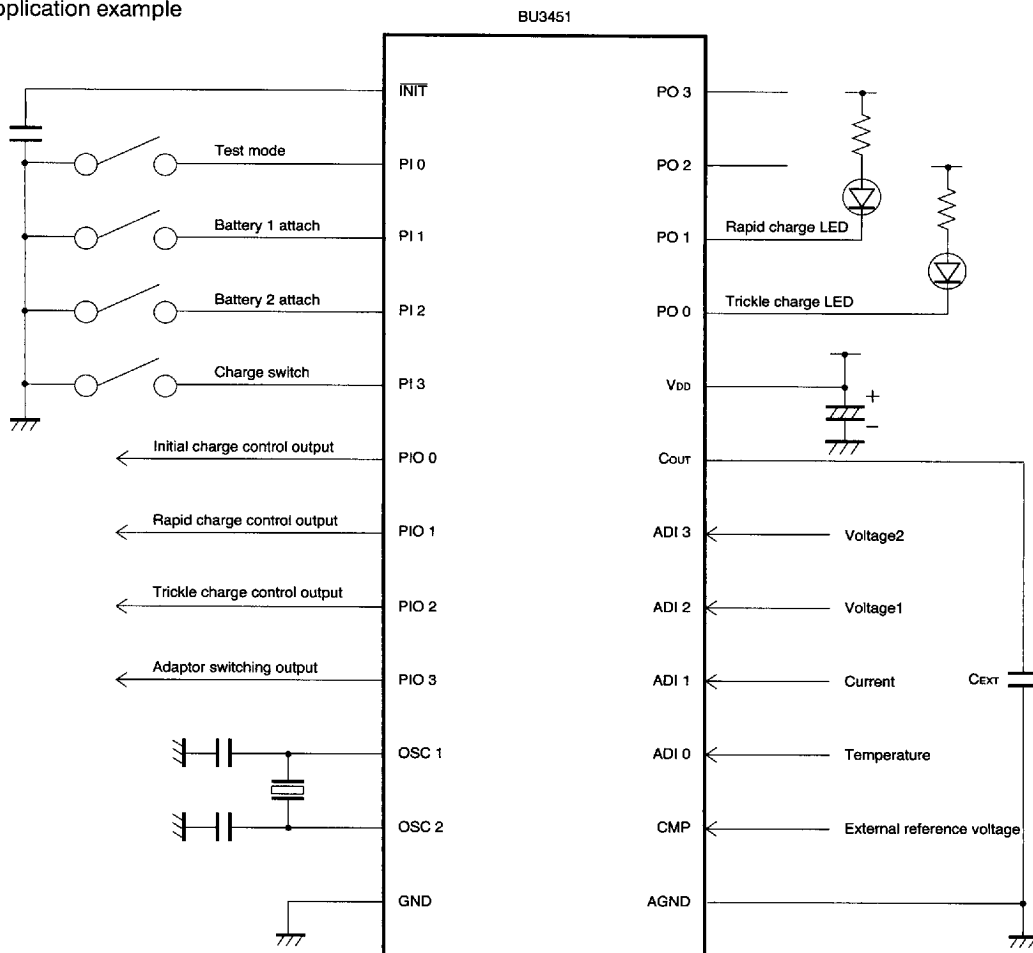 pplication example
BU3451
INIT
PO 3
Test mode
PI 0
PO 2
Battery 1 attach
PI 1
PO 1
Rapid charge LED
Battery 2 attach
PI 2
PO 0
Trickle charge LED
Charge switch
PI 3
VDD
+
−
Initial charge control output
PIO 0
COUT
Rapid charge control output
PIO 1
ADI 3
Voltage2
Trickle charge control output
PIO 2
ADI 2
Voltage1
Adaptor switching output
PIO 3
ADI 1
Current
CEXT
OSC 1
ADI 0
Temperature
OSC 2
CMP
External reference voltage
GND
AGND